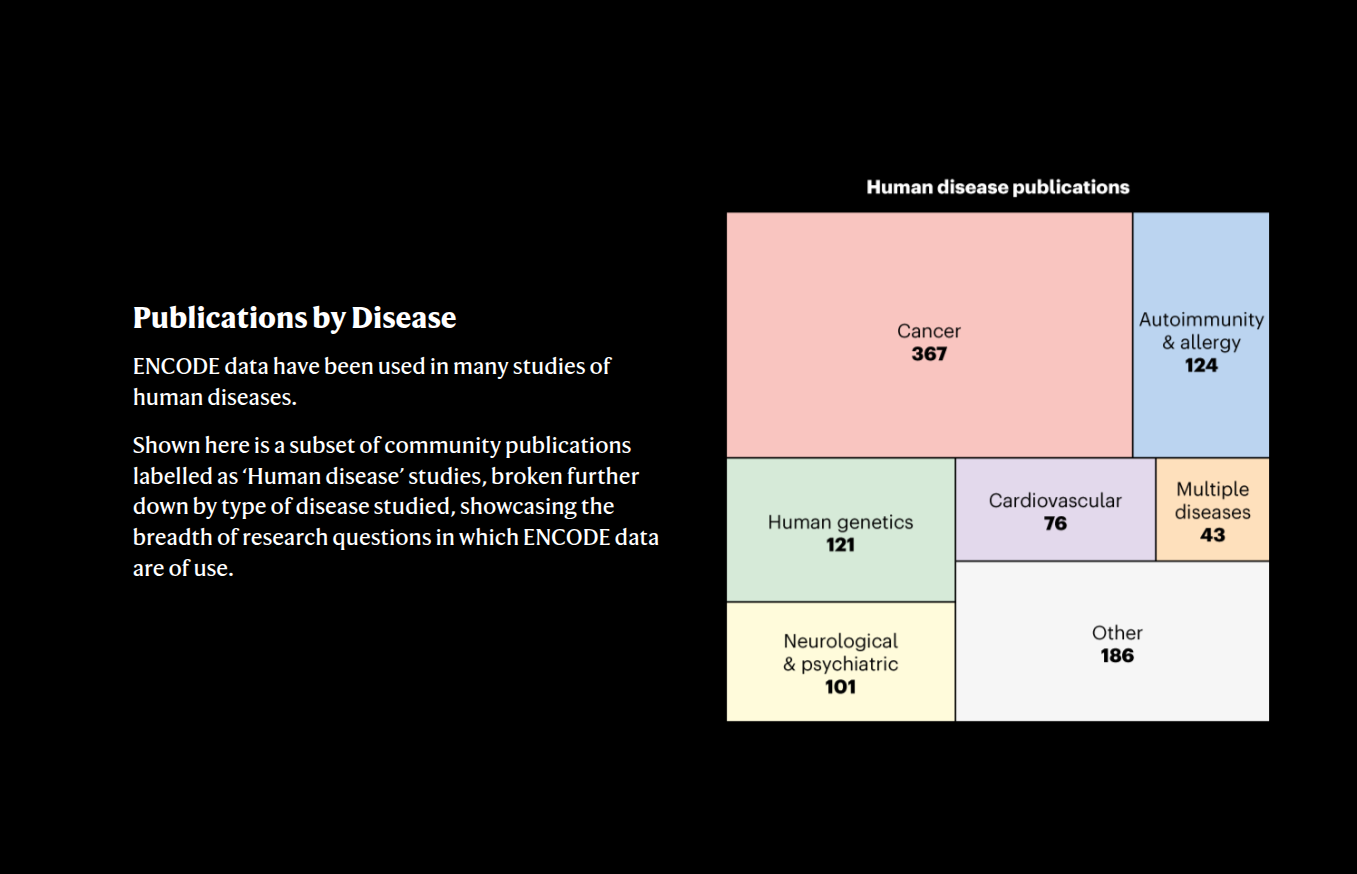 Publications by Disease
ENCODE data have been used in many studies of
human diseases.
Shown here is a subset of community publications
labelled as ‘Human disease’ studies, broken further
down by type of disease studied, showcasing the
breadth of research questions in which ENCODE data
are of use.
Human disease publications
Cancer
367
Autoimmunity
& allergy
124
Human genetics
121
Cardiovascular
76
Multiple
diseases
43
Neurological
& psychiatric
101
Other
186